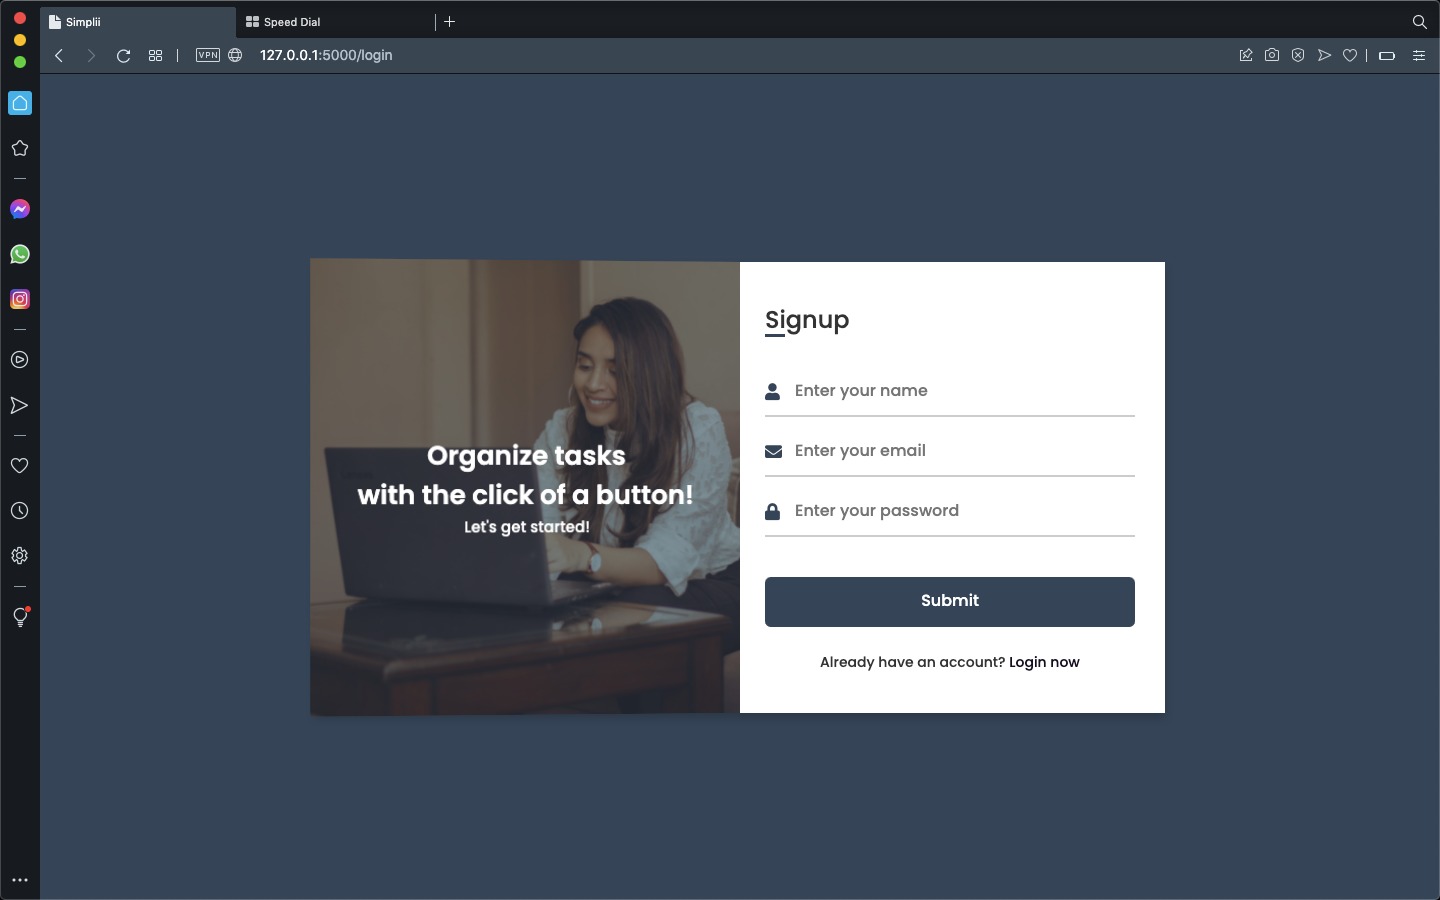 Simplii
Speed Dial
VPN
127.0.0.1:5000/login
Organize tasks
with the click of a button!
Let's get started!
Signup
Enter your name
Enter your email
Enter your password
Submit
Already have an account? Login now